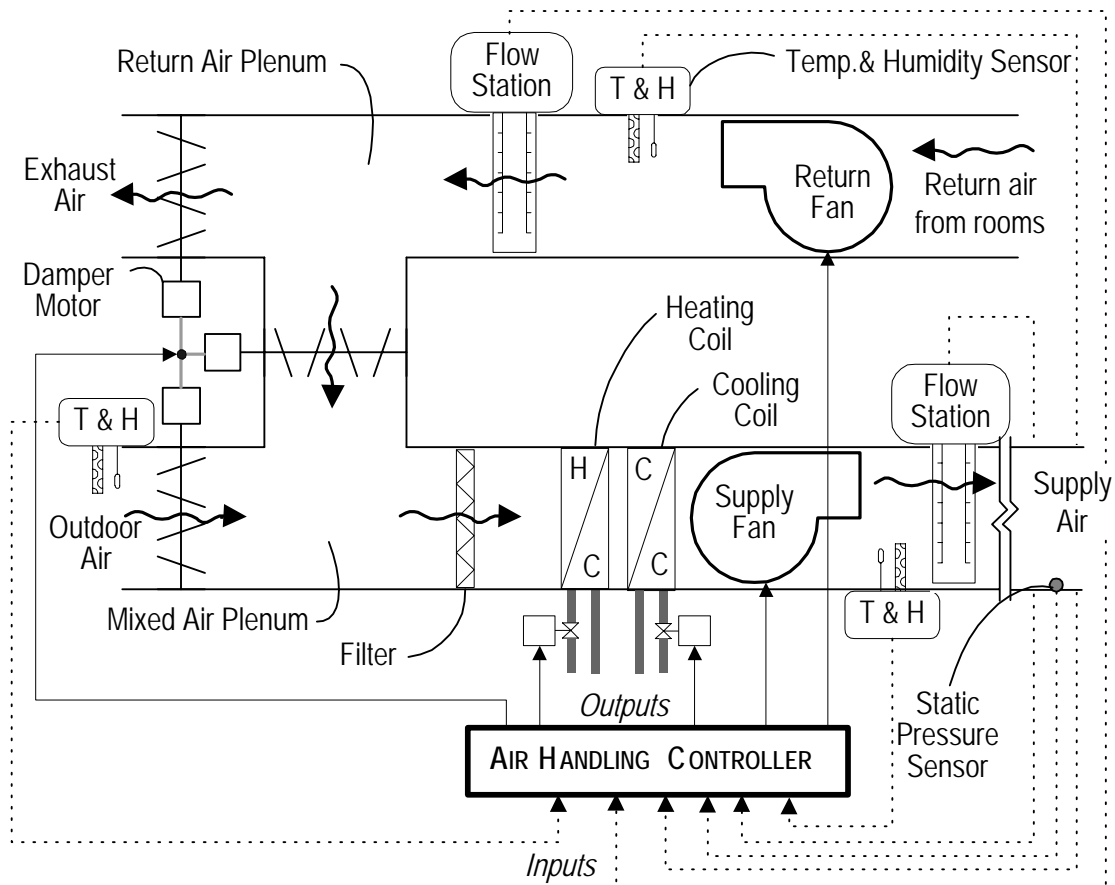 Flow
Station
Return Air Plenum
T & H
Temp.& Humidity Sensor
Exhaust
Air
Return
Fan
Return air
from rooms
Damper
Motor
Heating
Coil
Cooling
Coil
Flow
Station
T & H
H
C
C
C
Supply
Fan
Supply
Air
Outdoor
Air
Mixed Air Plenum
Filter
T & H
Outputs
Static
Pressure
Sensor
AIR HANDLING CONTROLLER
Inputs